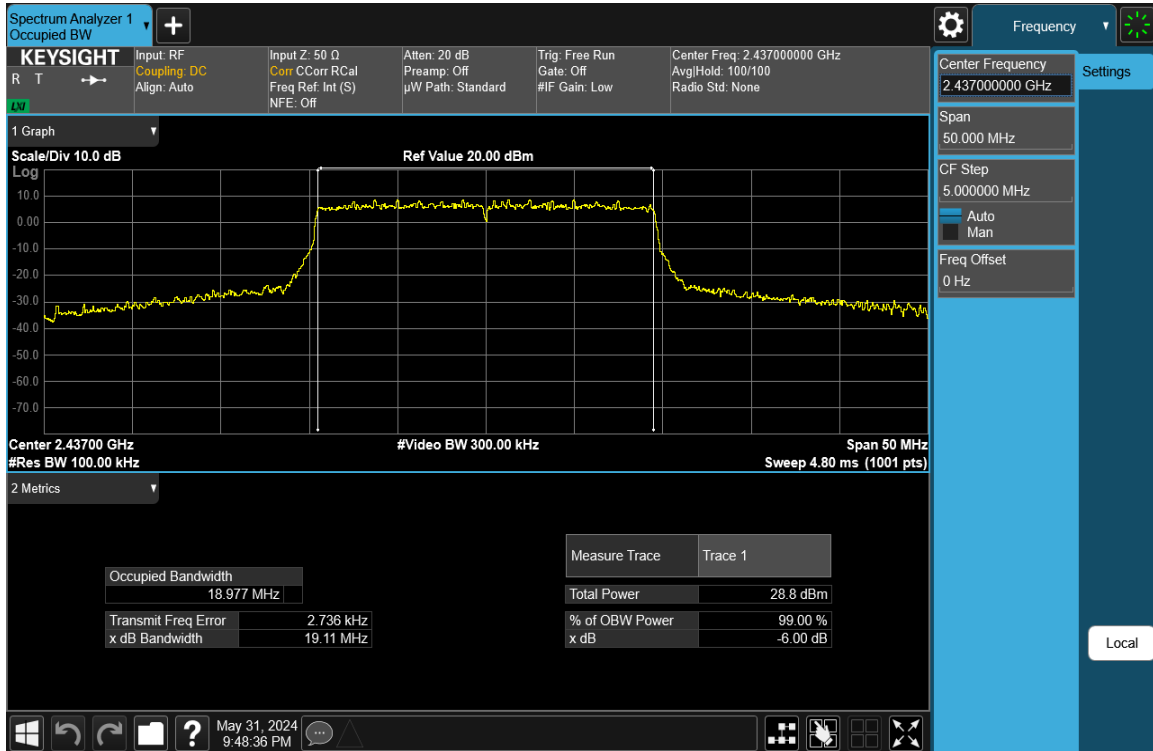 Spectrum Analyzer 1
Occupied BW
Frequency
KEYSIGHT
R T
LXI
Input: RF
Coupling: DC
Align: Auto
Input Z: 50 Ω
Corr CCorr RCal
Freq Ref: Int (S)
NFE: Off
Atten: 20 dB
Preamp: Off
µW Path: Standard
Trig: Free Run
Gate: Off
#IF Gain: Low
Center Freq: 2.437000000 GHz
Avg|Hold: 100/100
Radio Std: None
Center Frequency
2.437000000 GHz
Settings
Span
50.000 MHz
CF Step
5.000000 MHz
Auto
Man
Freq Offset
0 Hz
1 Graph
Scale/Div 10.0 dB
Ref Value 20.00 dBm
Log
10.0
0.00
-10.0
-20.0
-30.0
-40.0
-50.0
-60.0
-70.0
Center 2.43700 GHz
#Video BW 300.00 kHz
Span 50 MHz
#Res BW 100.00 kHz
Sweep 4.80 ms (1001 pts)
2 Metrics
Measure Trace
Trace 1
Occupied Bandwidth
18.977 MHz
Total Power
28.8 dBm
Transmit Freq Error
2.736 kHz
% of OBW Power
99.00 %
x dB Bandwidth
19.11 MHz
x dB
-6.00 dB
Local
May 31, 2024
9:48:36 PM